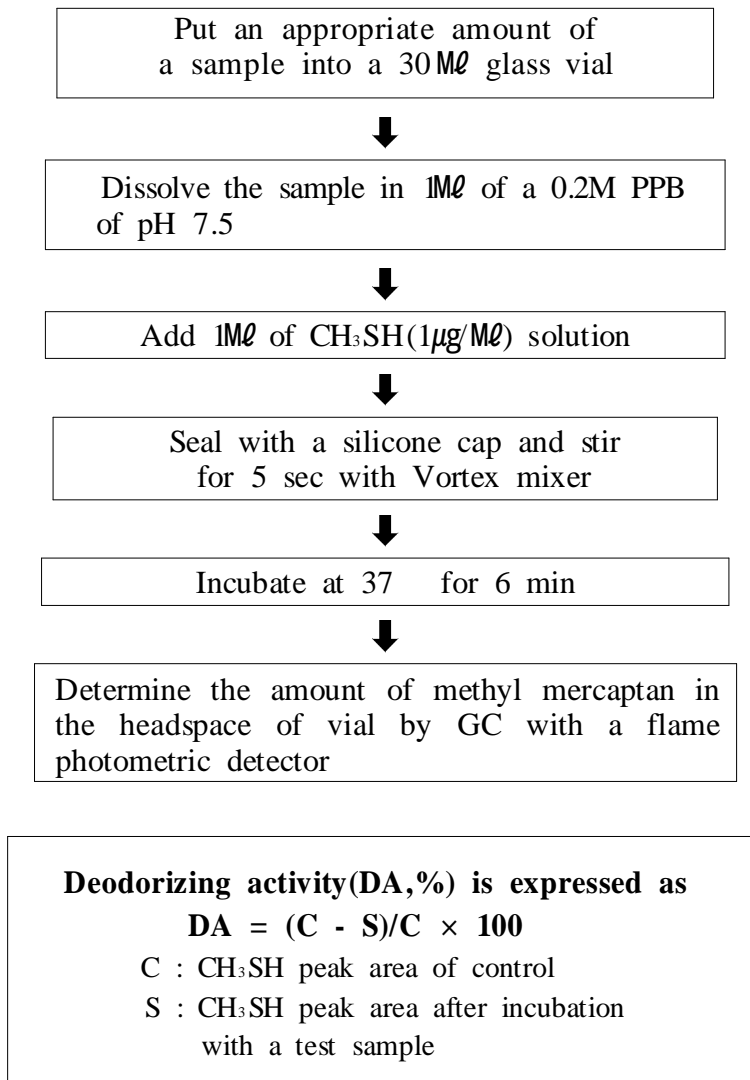 Put an appropriate amount of
a sample into a 30㎖ glass vial
Dissolve the sample in 1㎖ of a 0.2M PPB
of pH 7.5
Add 1㎖ of CH₃SH(1μg/㎖) solution
Seal with a silicone cap and stir
for 5 sec with Vortex mixer
Incubate at 37 for 6 min
Determine the amount of methyl mercaptan in
the headspace of vial by GC with a flame
photometric detector
Deodorizing activity(DA,%) is expressed as
DA = (C - S)/C × 100
C : CH₃SH peak area of control
S : CH₃SH peak area after incubation
with a test sample